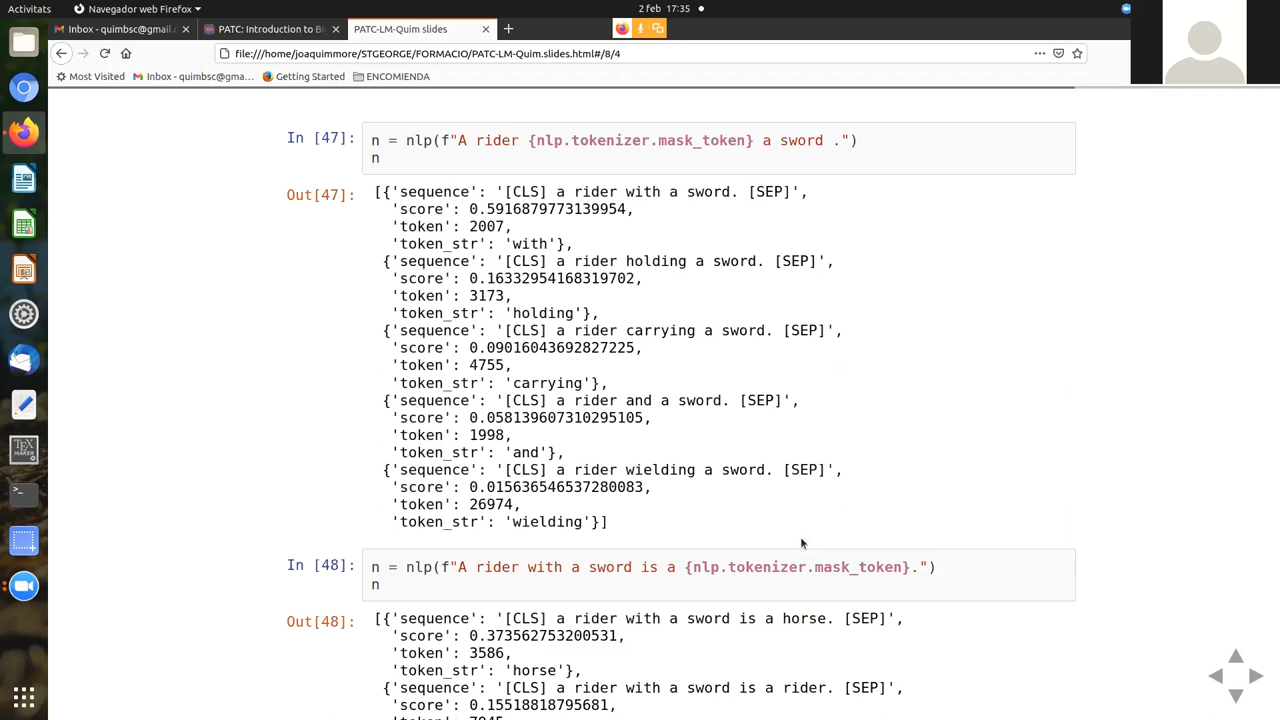 Activitats
Navegador web Firefox
2 feb 17:35
Inbox - quimbsc@gmail.c
PATC: Introduction to Bi
PATC-LM-Quim slides
file:///home/joaquimmore/STGEORGE/FORMACIO/PATC-LM-Quim.slides.html#/8/4
Most Visited
Inbox - quimbsc@gma...
Getting Started
ENCOMIENDA
In [47]:
n = nlp(f"A rider {nlp.tokenizer.mask_token} a sword .")
n
Out[47]:
[{'sequence': '[CLS] a rider with a sword. [SEP]',
'score': 0.5916879773139954,
'token': 2007,
'token_str': 'with'},
{'sequence': '[CLS] a rider holding a sword. [SEP]',
'score': 0.16332954168319702,
'token': 3173,
'token_str': 'holding'},
{'sequence': '[CLS] a rider carrying a sword. [SEP]',
'score': 0.09016043692827225,
'token': 4755,
'token_str': 'carrying'},
{'sequence': '[CLS] a rider and a sword. [SEP]',
'score': 0.058139607310295105,
'token': 1998,
'token_str': 'and'},
{'sequence': '[CLS] a rider wielding a sword. [SEP]',
'score': 0.015636546537280083,
'token': 26974,
'token_str': 'wielding'}]
In [48]:
n = nlp(f"A rider with a sword is a {nlp.tokenizer.mask_token}.")
n
Out[48]:
[{'sequence': '[CLS] a rider with a sword is a horse. [SEP]',
'score': 0.373562753200531,
'token': 3586,
'token_str': 'horse'},
{'sequence': '[CLS] a rider with a sword is a rider. [SEP]',
'score': 0.15518818795681,